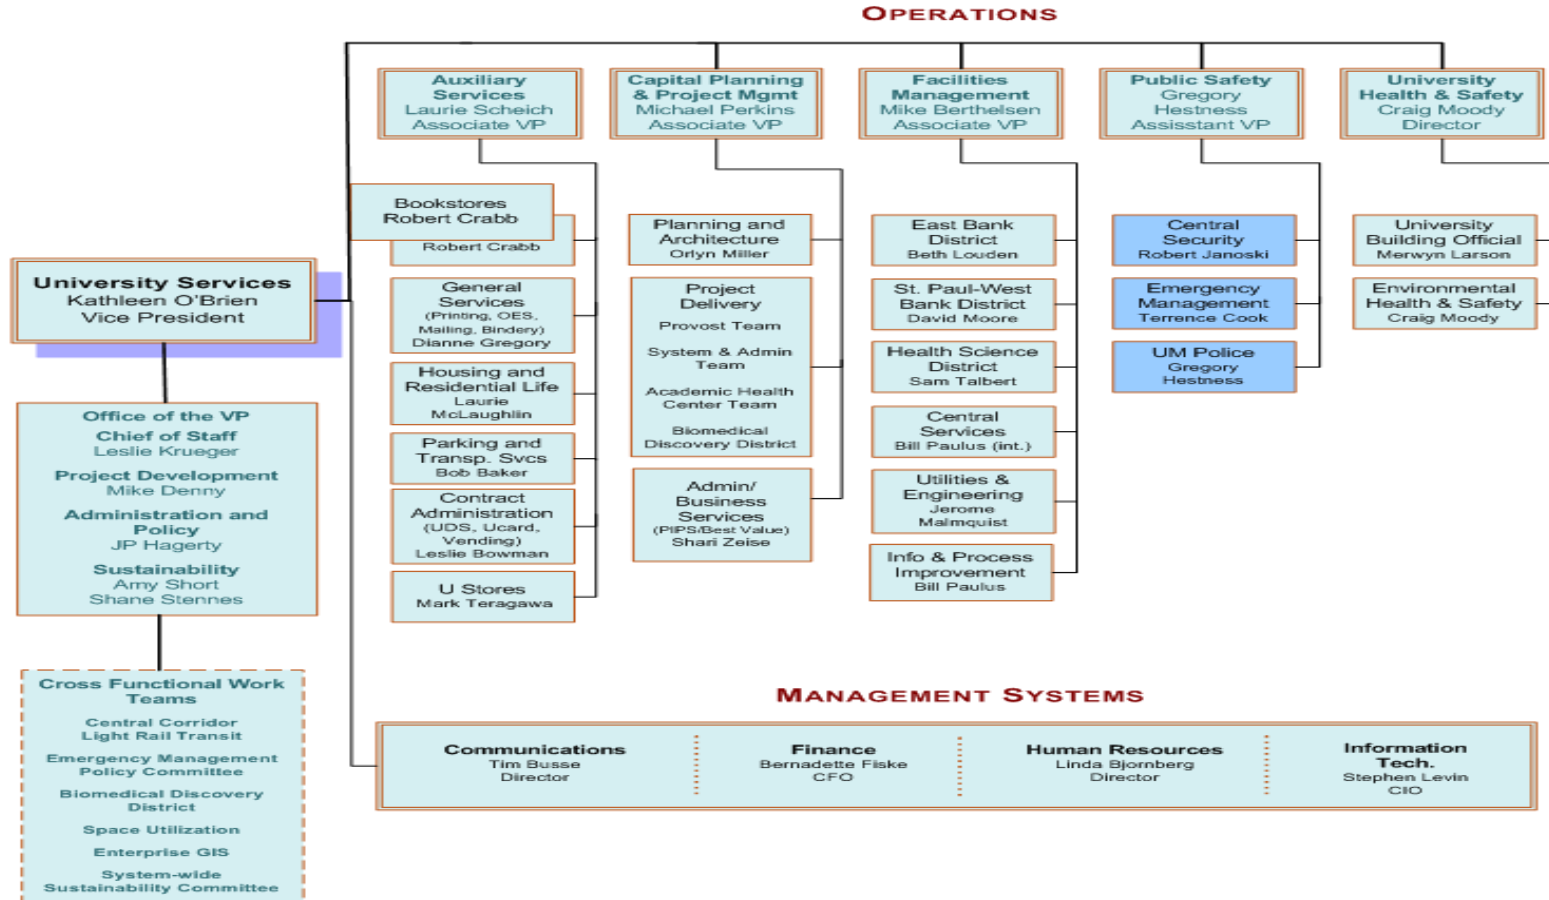 OPERATIONS
Auxiliary
Services
Laurie Scheich
Associate VP
Capital Planning
& Project Mgmt
Michael Perkins
Associate VP
Facilities
Management
Mike Berthelsen
Associate VP
Public Safety
Gregory
Hestness
Assisstant VP
University
Health & Safety
Craig Moody
Director
Bookstores
Robert Crabb
Robert Crabb
General
Services
(Printing, OES,
Mailing, Bindery)
Dianne Gregory
Housing and
Residential Life
Laurie
McLaughlin
Parking and
Transp. Svcs
Bob Baker
Contract
Administration
(UDS, Ucard,
Vending)
Leslie Bowman
U Stores
Mark Teragawa
Planning and
Architecture
Orlyn Miller
Project
Delivery
Provost Team
System & Admin
Team
Academic Health
Center Team
Biomedical
Discovery District
Admin/
Business
Services
(PIPS/Best Value)
Shari Zeise
East Bank
District
Beth Louden
St. Paul-West
Bank District
David Moore
Health Science
District
Sam Talbert
Central
Services
Bill Paulus (int.)
Utilities &
Engineering
Jerome
Malmquist
Info & Process
Improvement
Bill Paulus
Central
Security
Robert Janoski
Emergency
Management
Terrence Cook
UM Police
Gregory
Hestness
University
Building Official
Merwyn Larson
Environmental
Health & Safety
Craig Moody
University Services
Kathleen O'Brien
Vice President
Office of the VP
Chief of Staff
Leslie Krueger
Project Development
Mike Denny
Administration and
Policy
JP Hagerty
Sustainability
Amy Short
Shane Stennes
Cross Functional Work
Teams
Central Corridor
Light Rail Transit
Emergency Management
Policy Committee
Biomedical Discovery
District
Space Utilization
Enterprise GIS
System-wide
Sustainability Committee
MANAGEMENT SYSTEMS
Communications
Tim Busse
Director
Finance
Bernadette Fiske
CFO
Human Resources
Linda Bjornberg
Director
Information
Tech.
Stephen Levin
CIO